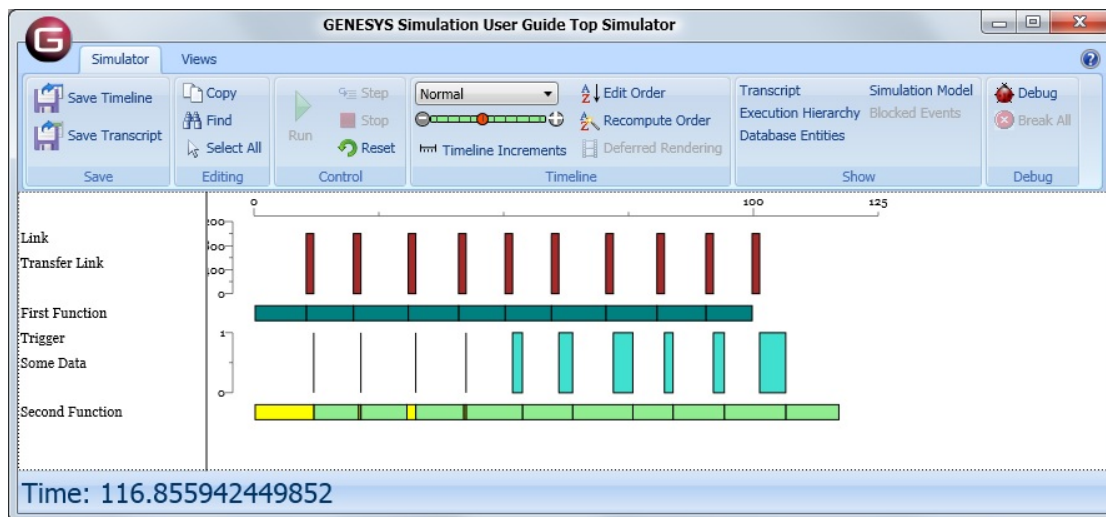 GENESYS Simulation User Guide Top Simulator
G
Simulator Views
Save Timeline
Save Transcript
Save
Copy
Find
Select All
Editing
Run
Step
Stop
Reset
Control
Normal
Timeline Increments
Edit Order
Recompute Order
Deferred Rendering
Timeline
Transcript
Execution Hierarchy
Database Entities
Simulation Model
Blocked Events
Show
Debug
Break All
Debug
0 100 125
Link
Transfer Link
0
First Function
Trigger
Some Data
1
0
Second Function
Time: 116.855942449852